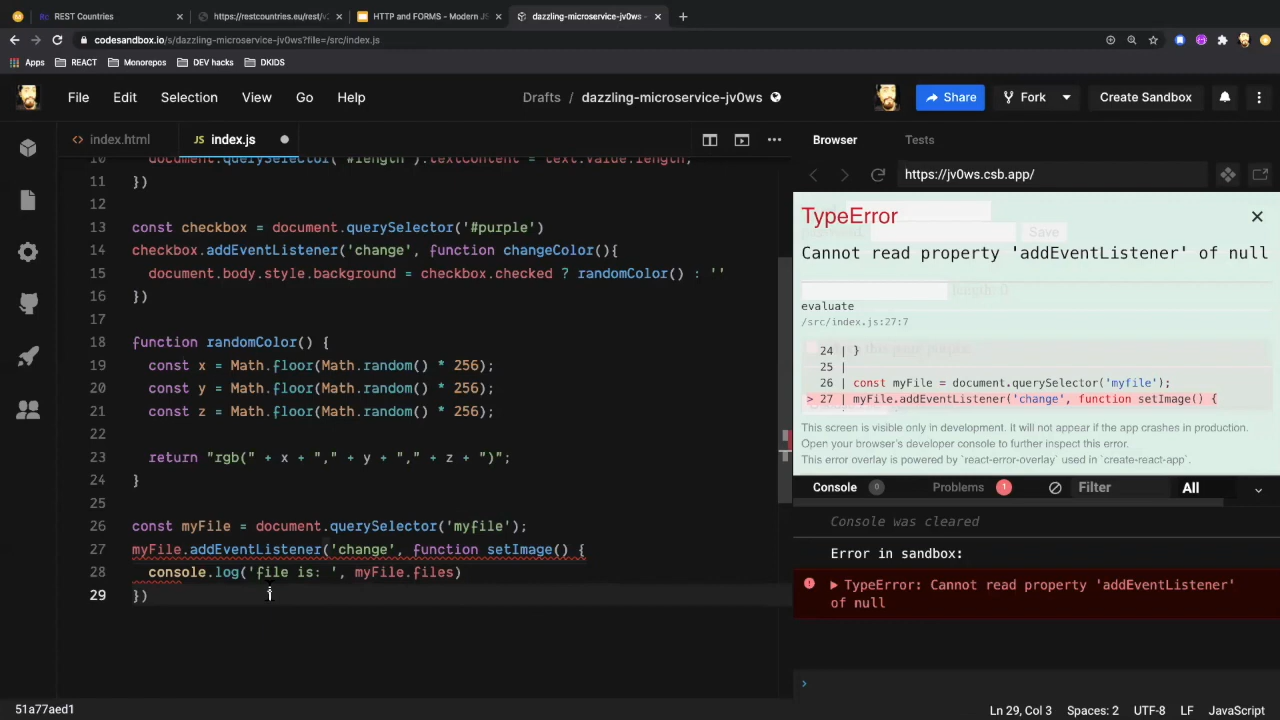 REST Countries
https://restcountries.eu/rest/v
HTTP and FORMS - Modern J
dazzling-microservice-jv0ws
codesandbox.io/s/dazzling-microservice-jv0ws?file=/src/index.js
Apps REACT Monorepos DEV hacks DKIDS
File Edit Selection View Go Help
Drafts / dazzling-microservice-jv0ws
Share Fork Create Sandbox
index.html
JS index.js
Browser Tests
https://jv0ws.csb.app/
10 document.querySelector('#length').textContent = text.value.length;
11 })
12
13 const checkbox = document.querySelector('#purple')
14 checkbox.addEventListener('change', function changeColor(){
15 document.body.style.background = checkbox.checked ? randomColor() : ''
16 })
17
18 function randomColor() {
19 const x = Math.floor(Math.random() * 256);
20 const y = Math.floor(Math.random() * 256);
21 const z = Math.floor(Math.random() * 256);
22
23 return "rgb(" + x + "," + y + "," + z + ")";
24 }
25
26 const myFile = document.querySelector('myfile');
27 myFile.addEventListener('change', function setImage() {
28 console.log('file is: ', myFile.files)
29 })
TypeError
Save
Cannot read property 'addEventListener' of null
length: 0
evaluate
/src/index.js:27:7
24 | }
25 |
26 | const myFile = document.querySelector('myfile');
> 27 | myFile.addEventListener('change', function setImage() {
This screen is visible only in development. It will not appear if the app crashes in production.
Open your browser's developer console to further inspect this error.
This error overlay is powered by `react-error-overlay` used in `create-react-app`.
Console 0 Problems 1 Filter All
Console was cleared
Error in sandbox:
TypeError: Cannot read property 'addEventListener'
of null
51a77aed1
Ln 29, Col 3 Spaces: 2 UTF-8 LF JavaScript